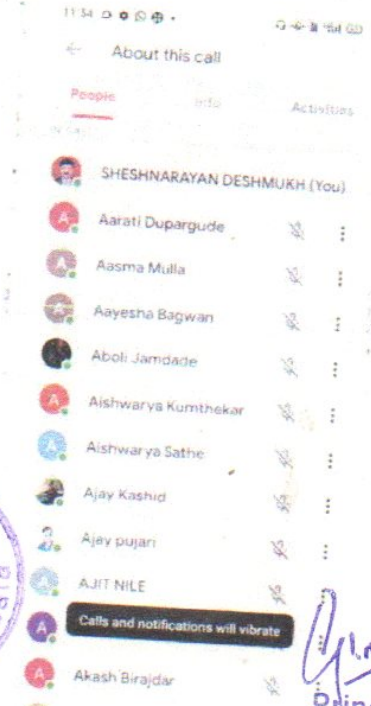 11:54
About this call
People
Info
Activities
SHESHNARAYAN DESHMUKH (You)
Aarati Dupargude
Aasma Mulla
Aayesha Bagwan
Aboli Jamdade
Aishwarya Kumthekar
Aishwarya Sathe
Ajay Kashid
Ajay pujari
AJIT NILE
Calls and notifications will vibrate
Akash Birajdar